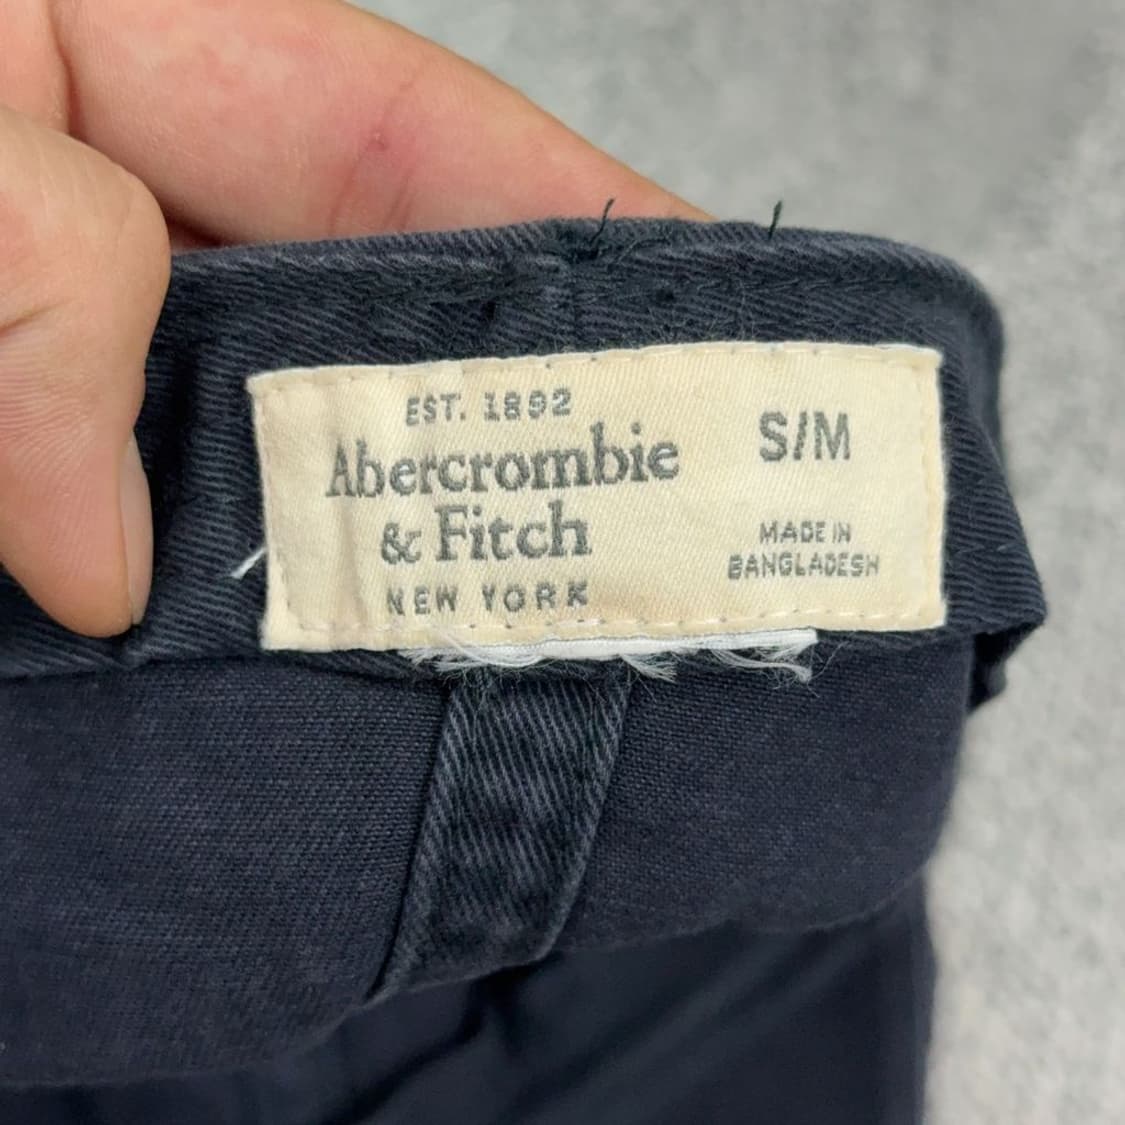 EST. 1892
Abercrombie
& Fitch
NEW YORK
S/M
MADE IN
BANGLADESH